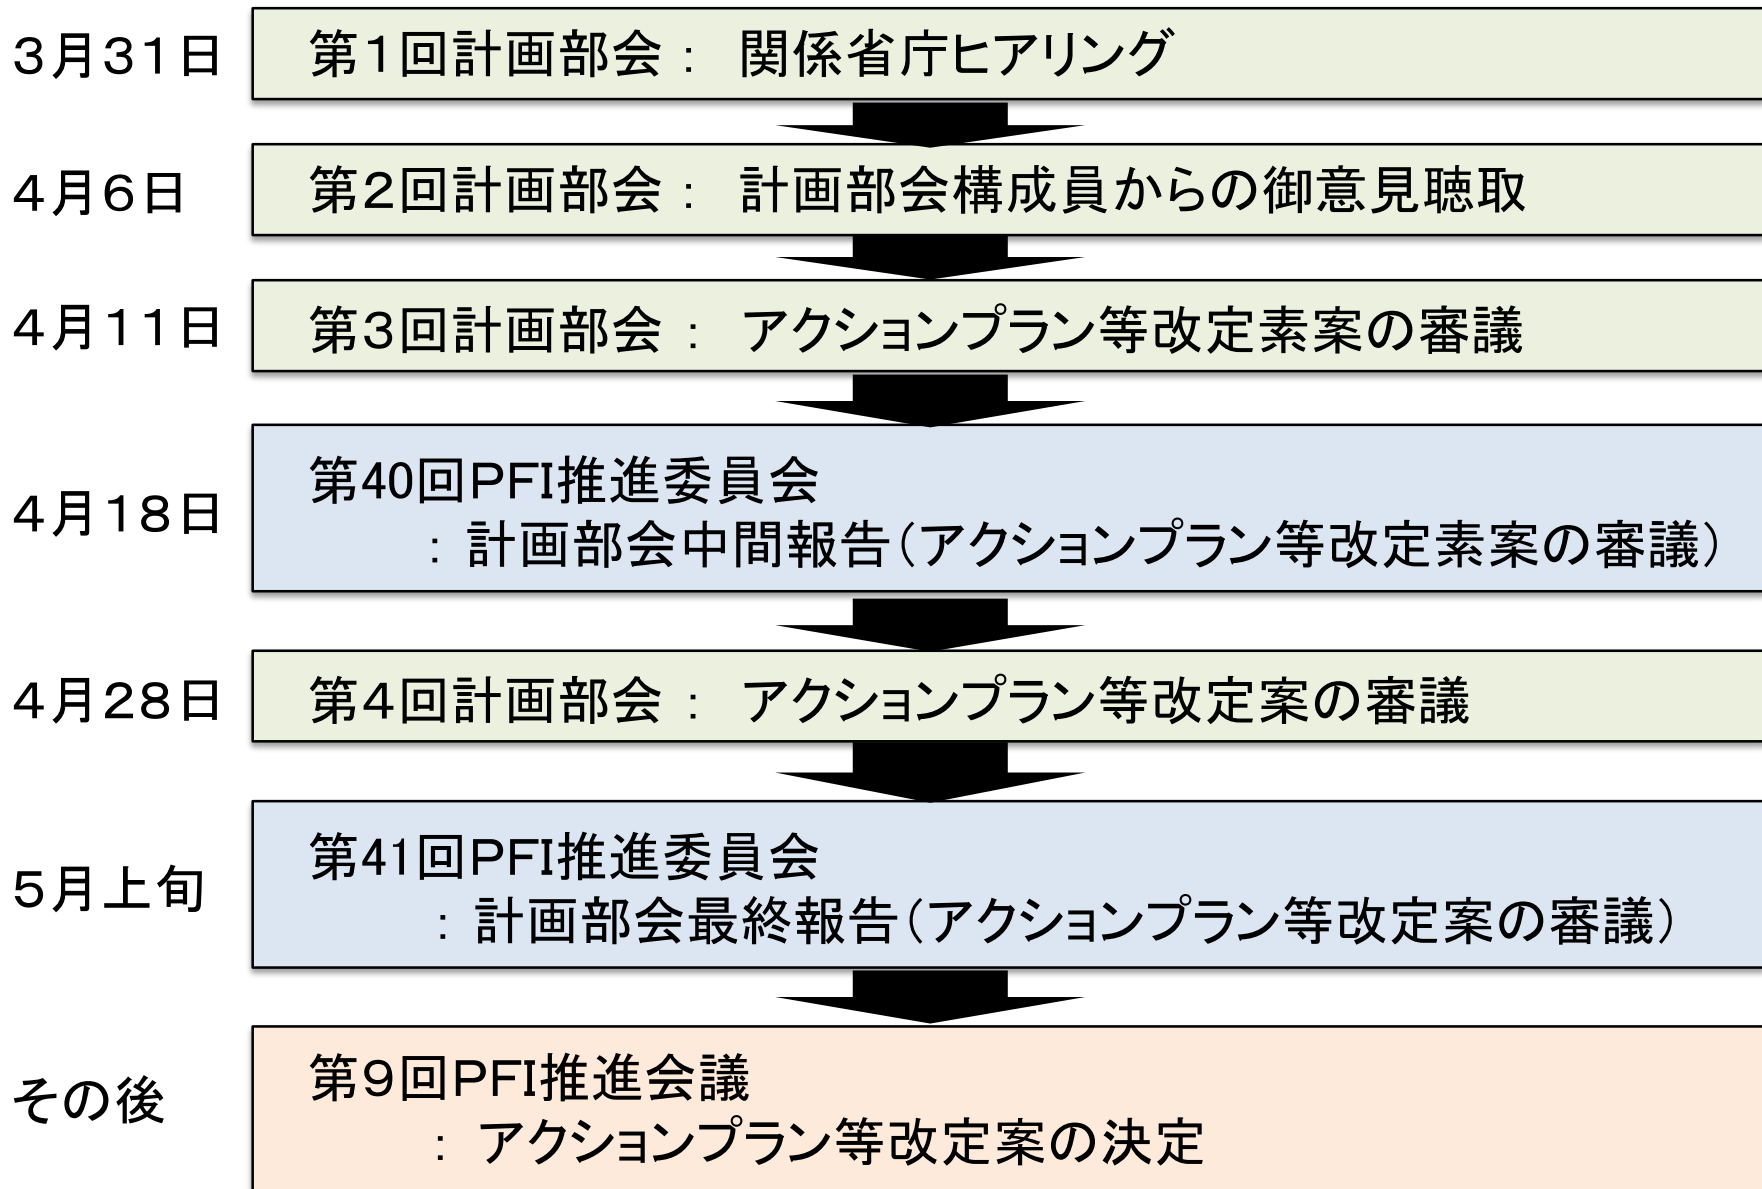 3月31日
第1回計画部会： 関係省庁ヒアリング
4月6日
第2回計画部会： 計画部会構成員からの御意見聴取
4月11日
第3回計画部会： アクションプラン等改定素案の審議
4月18日
第40回PFI推進委員会
：計画部会中間報告（アクションプラン等改定素案の審議）
4月28日
第4回計画部会： アクションプラン等改定案の審議
5月上旬
第41回PFI推進委員会
：計画部会最終報告（アクションプラン等改定案の審議）
その後
第9回PFI推進会議
：アクションプラン等改定案の決定